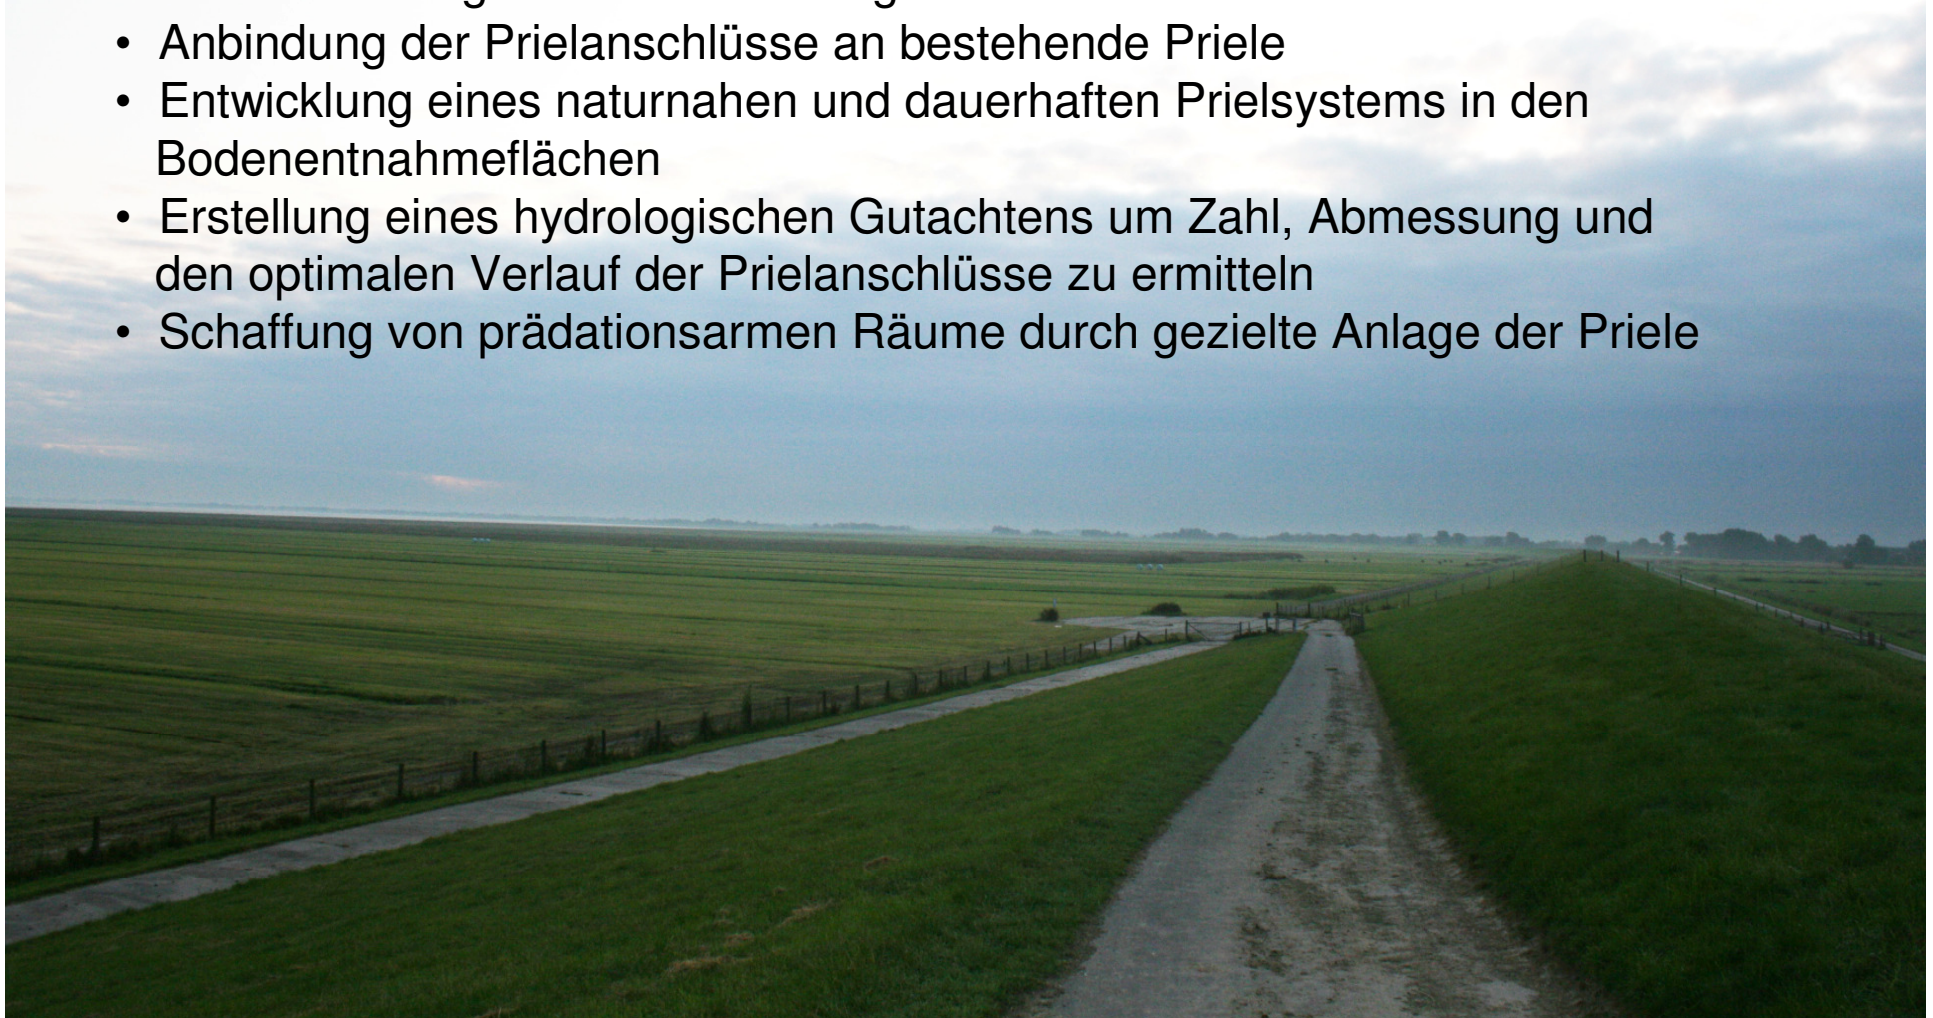 • Anbindung der Prielanschlüsse an bestehende Priele
• Entwicklung eines naturnahen und dauerhaften Prielsystems in den
Bodenentnahmeflächen
• Erstellung eines hydrologischen Gutachtens um Zahl, Abmessung und
den optimalen Verlauf der Prielanschlüsse zu ermitteln
• Schaffung von prädationsarmen Räume durch gezielte Anlage der Priele